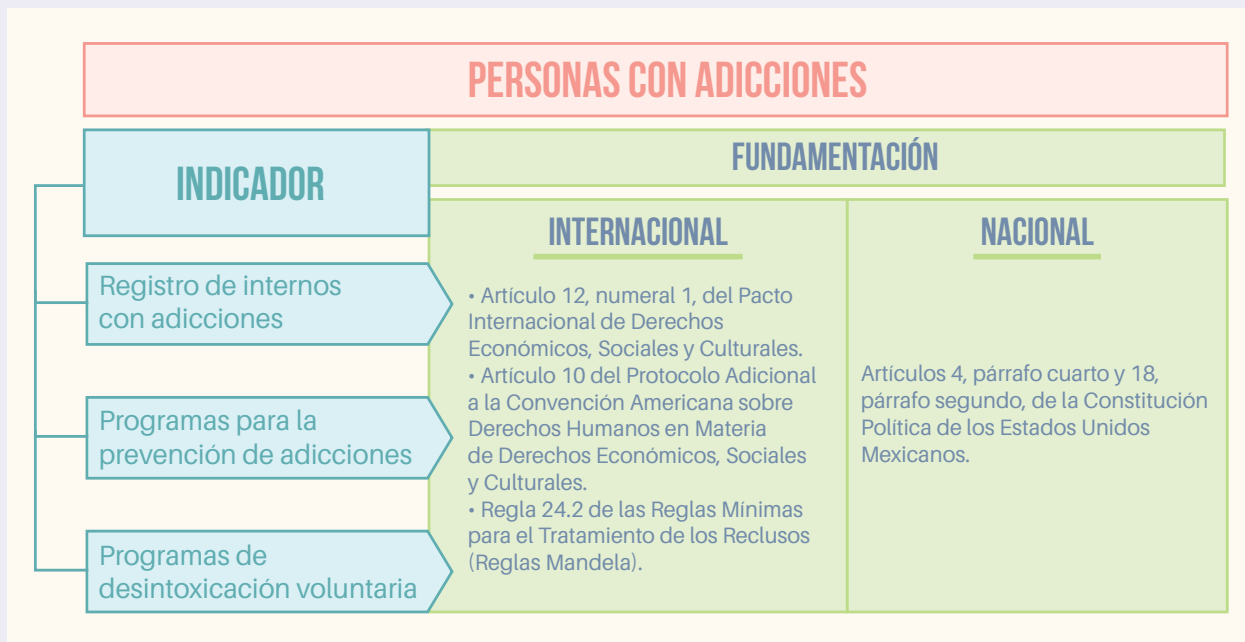 PERSONAS CON ADICCIONES
INDICADOR
Registro de internos
con adicciones
Programas para la
prevención de adicciones
Programas de
desintoxicación voluntaria
FUNDAMENTACIÓN
INTERNACIONAL
• Artículo 12, numeral 1, del Pacto
Internacional de Derechos
Económicos, Sociales y Culturales.
• Artículo 10 del Protocolo Adicional
a la Convención Americana sobre
Derechos Humanos en Materia
de Derechos Económicos, Sociales
y Culturales.
• Regla 24.2 de las Reglas Mínimas
para el Tratamiento de los Reclusos
(Reglas Mandela).
NACIONAL
Artículos 4, párrafo cuarto y 18,
párrafo segundo, de la Constitución
Política de los Estados Unidos
Mexicanos.